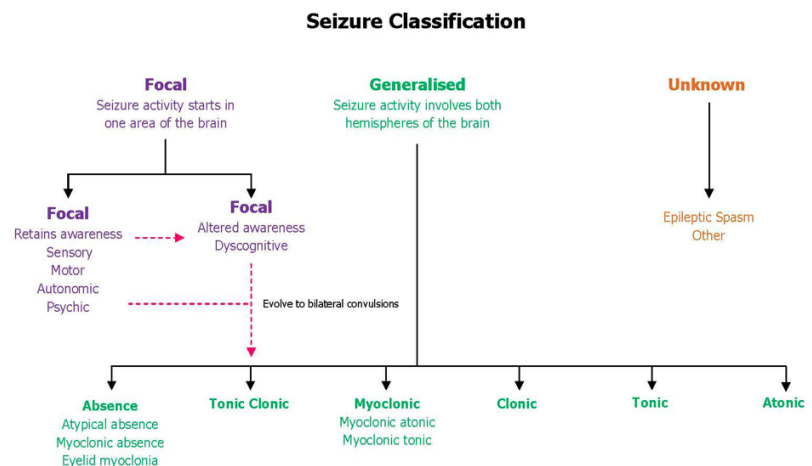 Seizure Classification
Focal
Seizure activity starts in
one area of the brain
Generalised
Seizure activity involves both
hemispheres of the brain
Unknown
Focal
Retains awareness
Sensory
Motor
Autonomic
Psychic
Focal
Altered awareness
Dyscognitive
Epileptic Spasm
Other
Evolve to bilateral convulsions
Absence
Atypical absence
Myoclonic absence
Eyelid myoclonia
Tonic Clonic
Myoclonic
Myoclonic atonic
Myoclonic tonic
Clonic
Tonic
Atonic